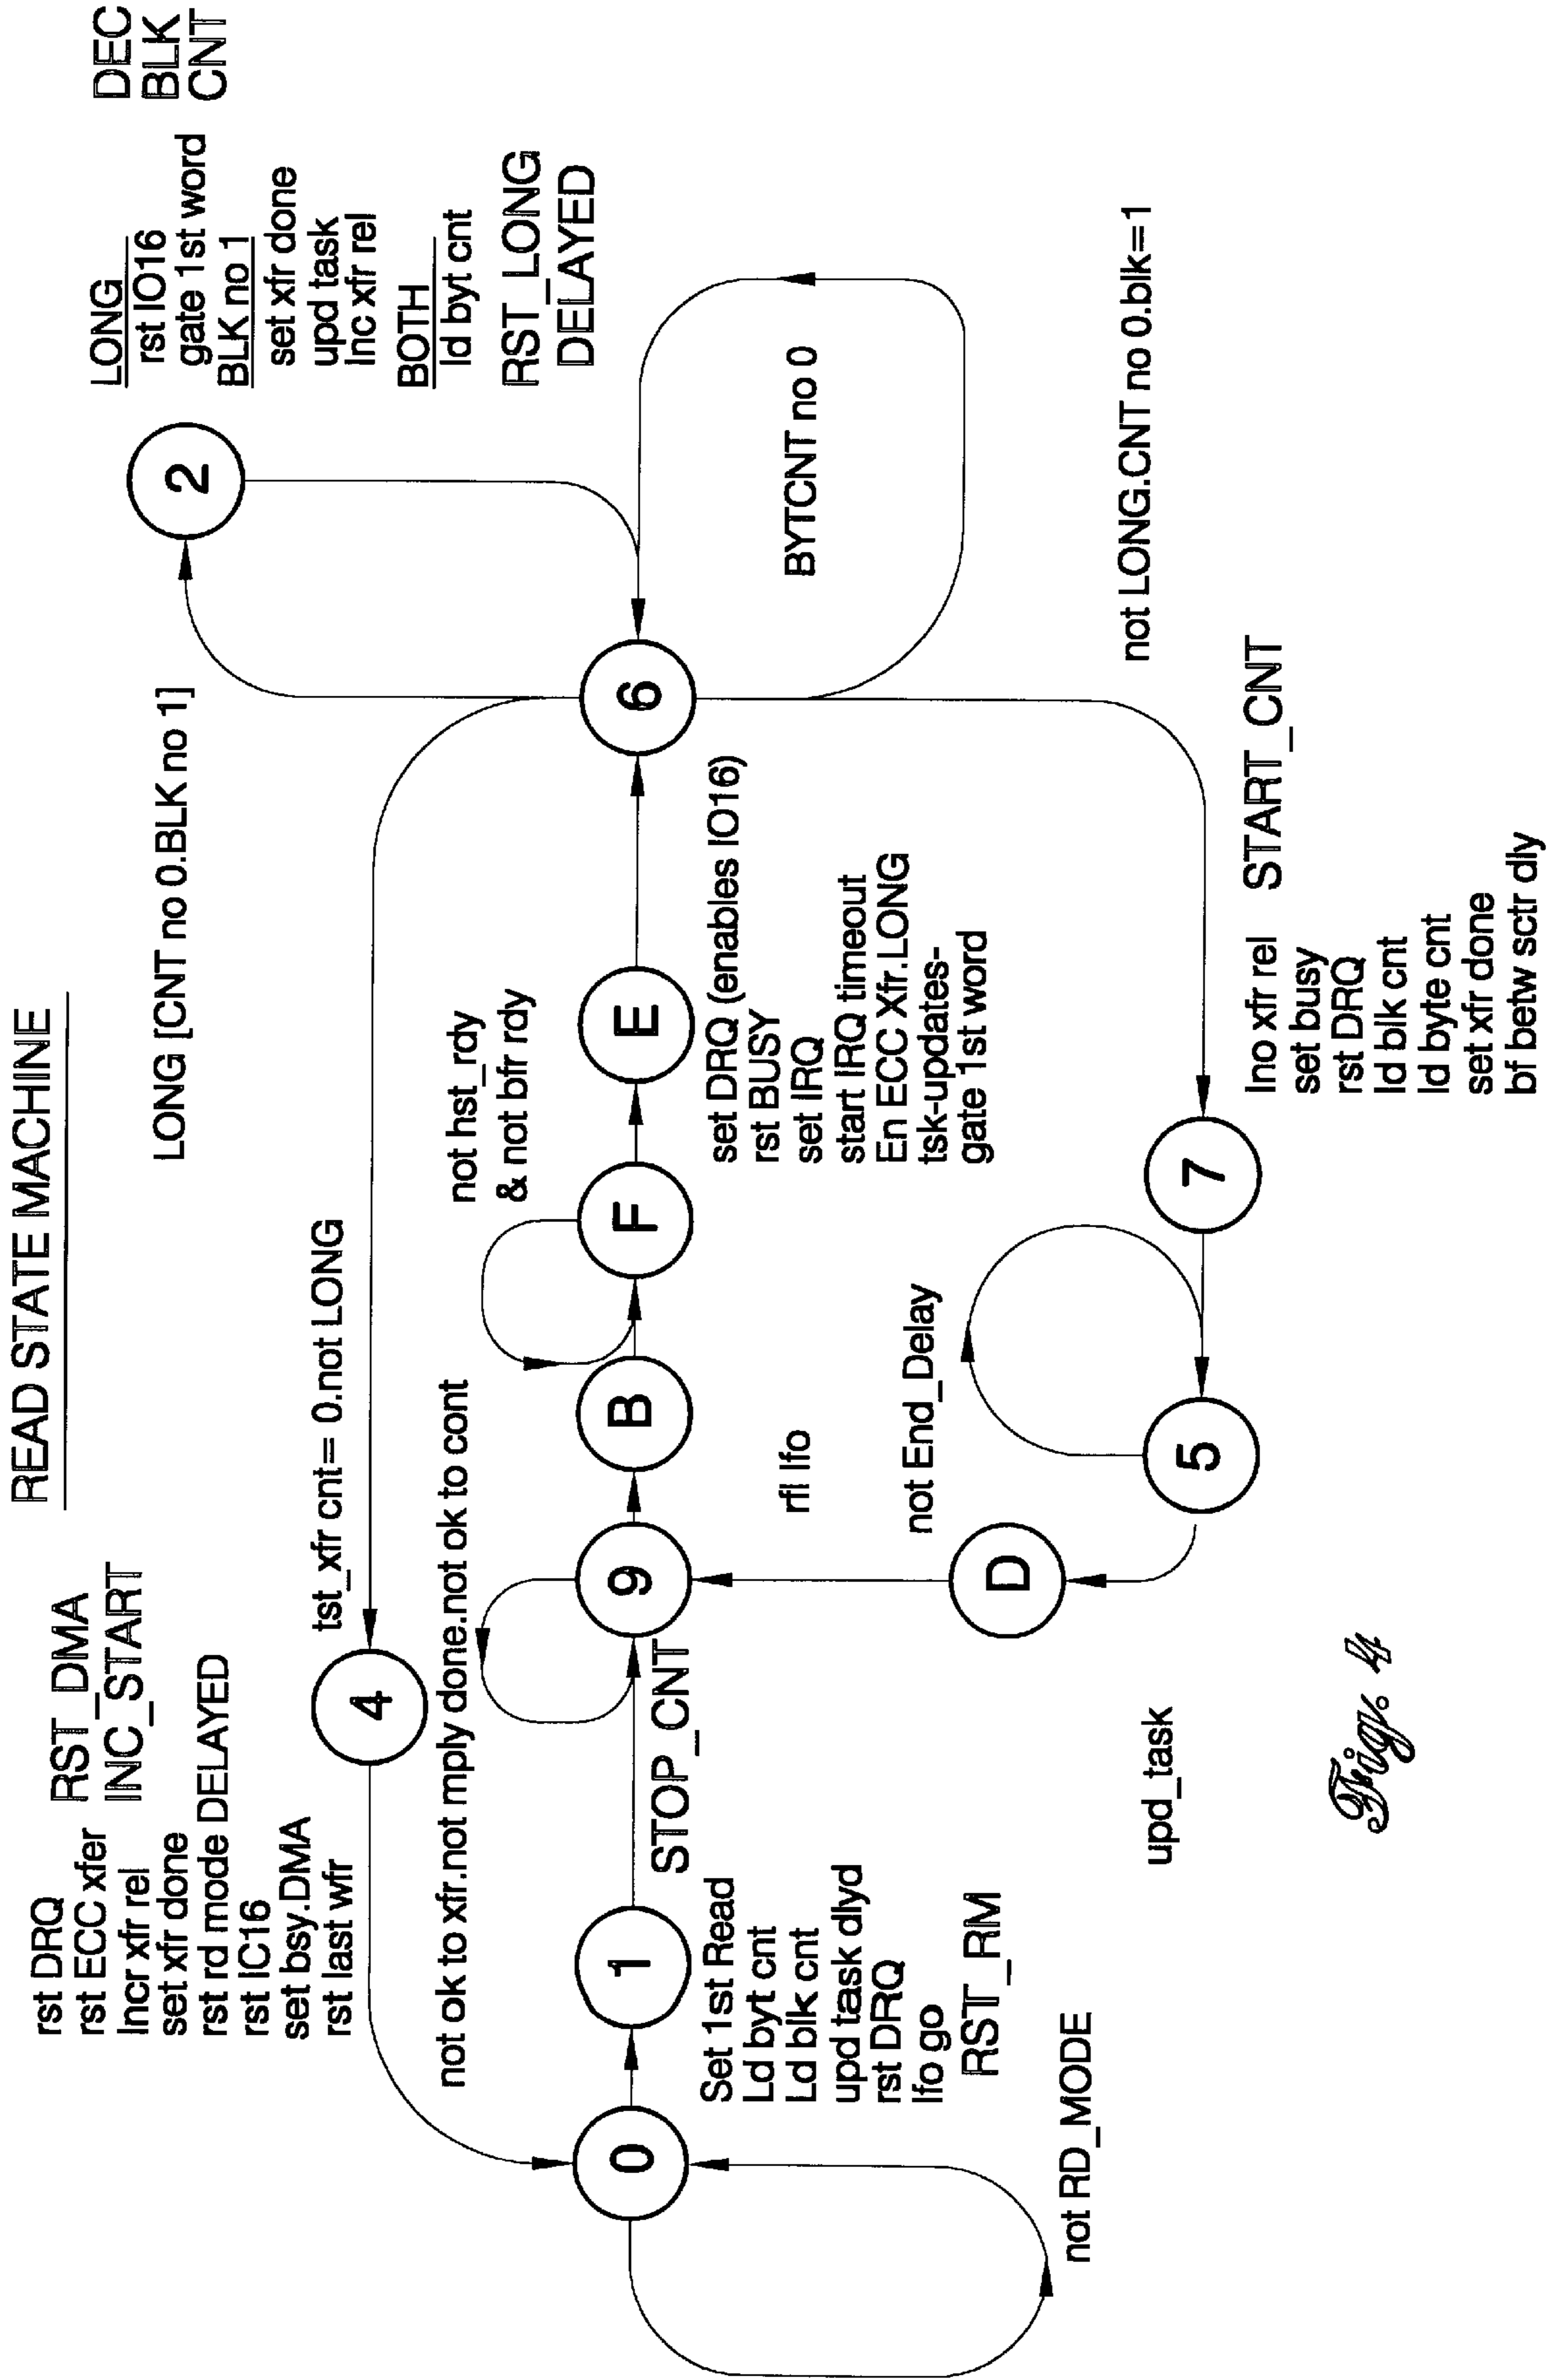 READ STATE MACHINE
rst DRQ
rst ECC xfer
Incr xfr rel
set xfr done
rst rd mode DELAYED
rst IC16
set bsy.DMA
rst last wfr
RST_DMA
INC_START
4
tst_xfr cnt= 0.not LONG
LONG [CNT no 0.BLK no 1]
2
LONG
rst IO16
gate 1st word
BLK no 1
set xfr done
upd task
Inc xfr rel
BOTH
ld byt cnt
RST_LONG
DELAYED
DEC
BLK
CNT
not ok to xfr.not mply done.not ok to cont
not hst_rdy
& not bfr rdy
0
1
9
B
F
E
6
STOP_CNT
Set 1st Read
Ld byt cnt
Ld blk cnt
upd task dlyd
rst DRQ
lfo go
RST_RM
not RD_MODE
rfl lfo
set DRQ (enables IO16)
rst BUSY
set IRQ
start IRQ timeout
En ECC Xfr.LONG
tsk-updates-
gate 1st word
BYTCNT no 0
not LONG.CNT no 0.blk=1
not End_Delay
D
5
7
upd_task
Ino xfr rel
set busy
rst DRQ
ld blk cnt
ld byte cnt
set xfr done
bf betw sctr dly
START_CNT
Fig. 4